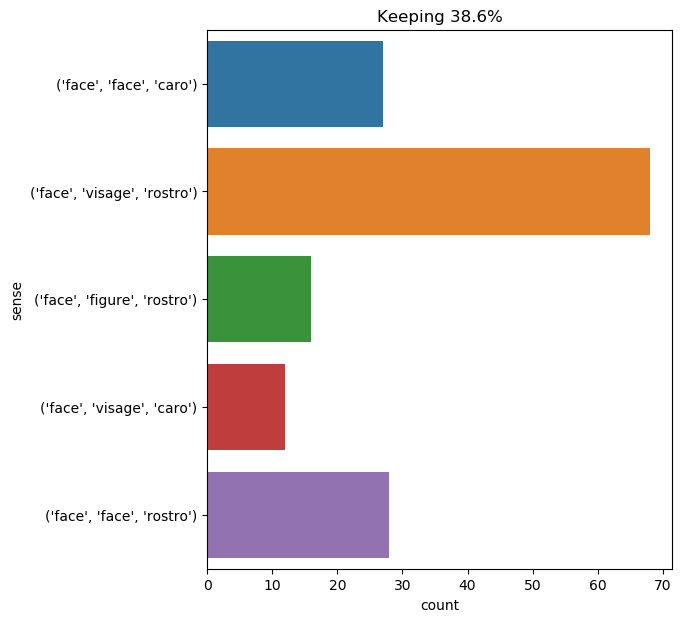 Keeping 38.6%
sense
('face', 'face', 'caro')
('face', 'visage', 'rostro')
('face', 'figure', 'rostro')
('face', 'visage', 'caro')
('face', 'face', 'rostro')
0 10 20 30 40 50 60 70
count